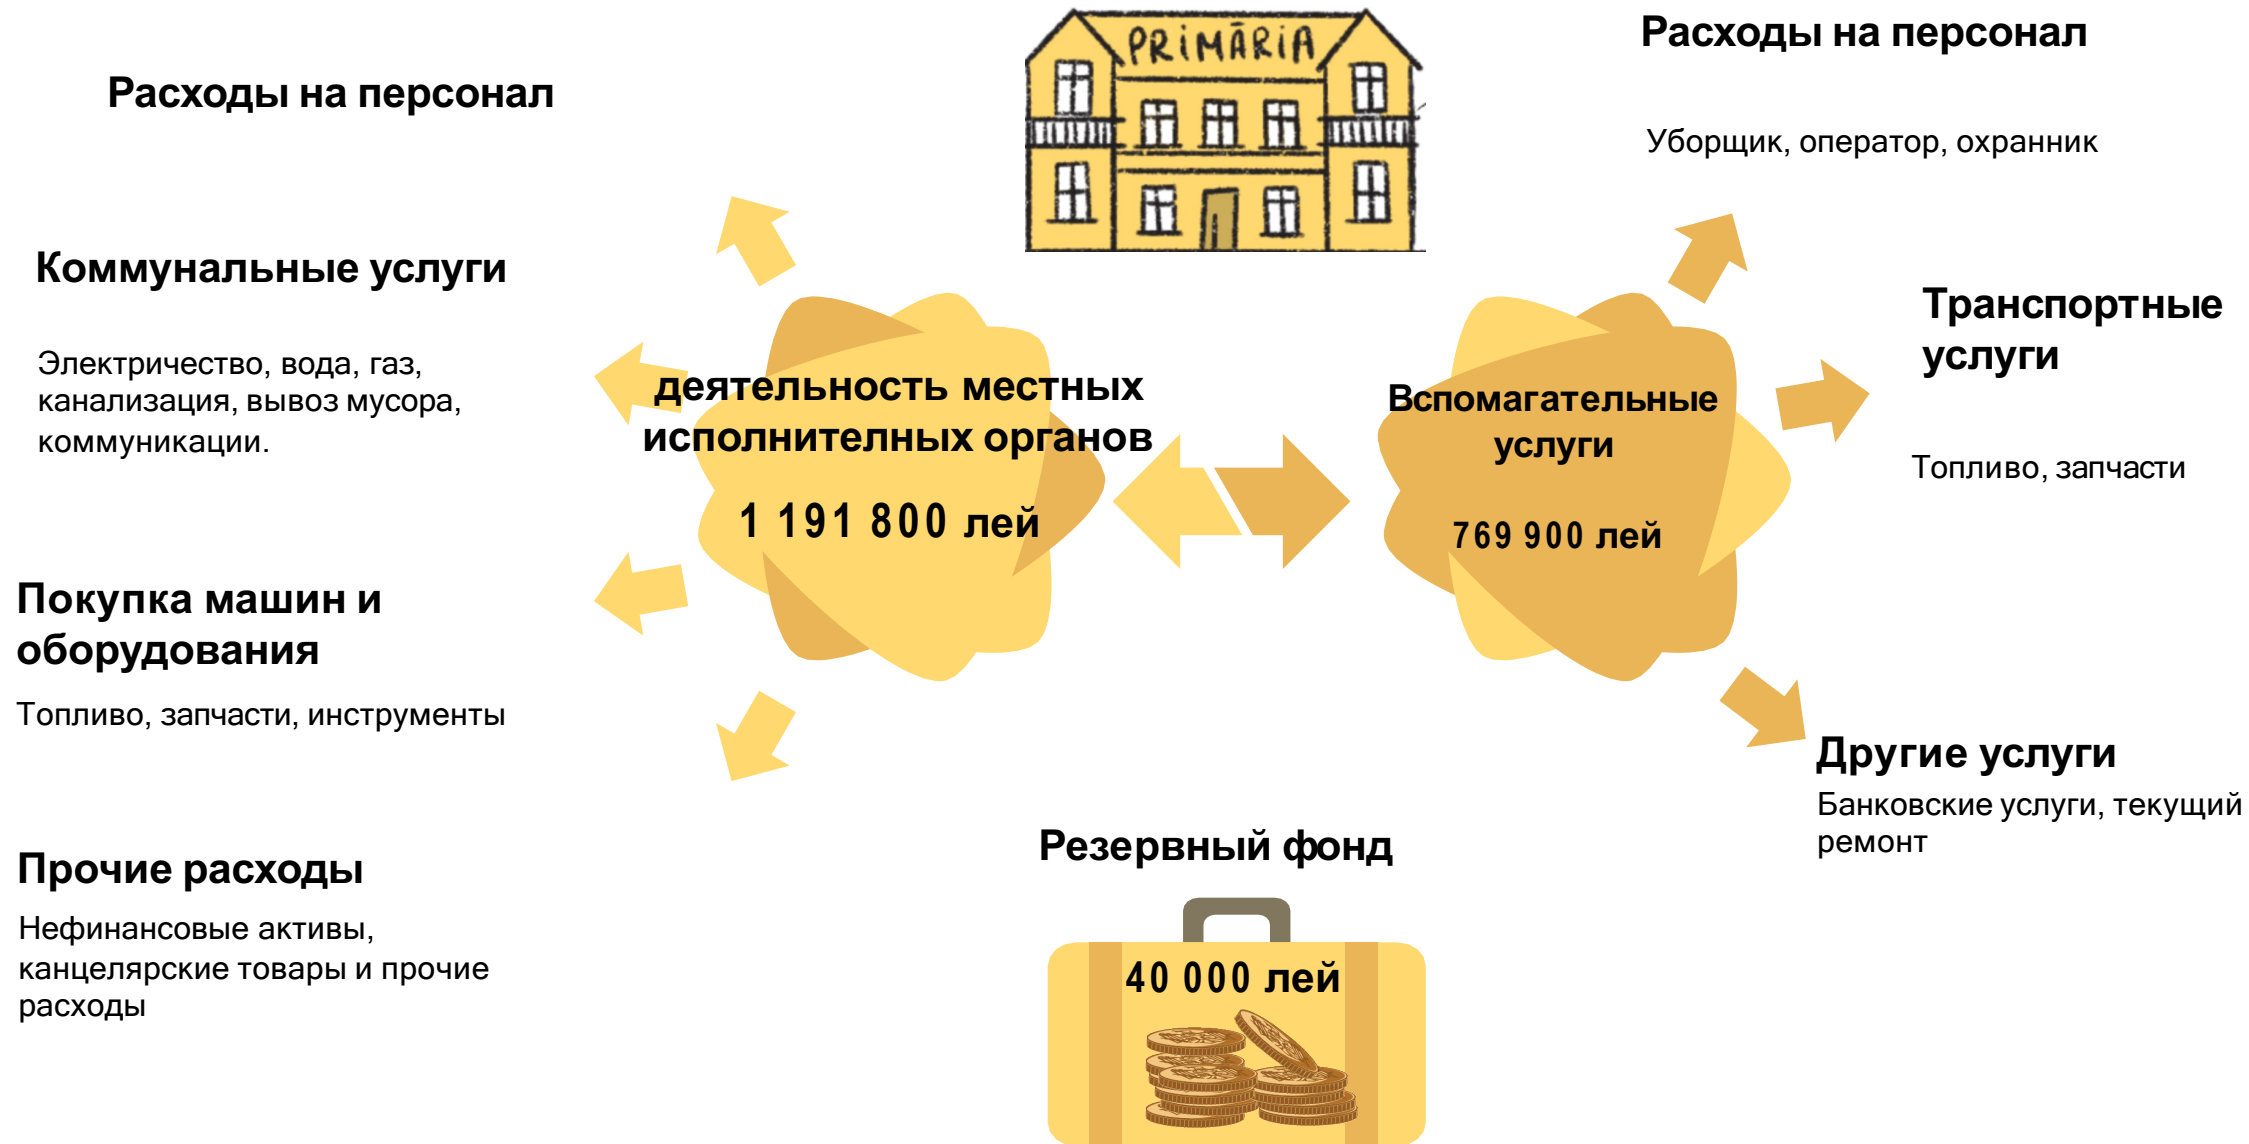 PRIMĂRIA
Расходы на персонал
Коммунальные услуги
Электричество, вода, газ,
канализация, вывоз мусора,
коммуникации.
Покупка машин и
оборудования
Топливо, запчасти, инструменты
Прочие расходы
Нефинансовые активы,
канцелярские товары и прочие
расходы
деятельность местных
исполнителных органов
1 191 800 лей
Вспомагательные
услуги
769 900 лей
Расходы на персонал
Уборщик, оператор, охранник
Транспортные
услуги
Топливо, запчасти
Другие услуги
Банковские услуги, текущий
ремонт
Резервный фонд
40 000 лей